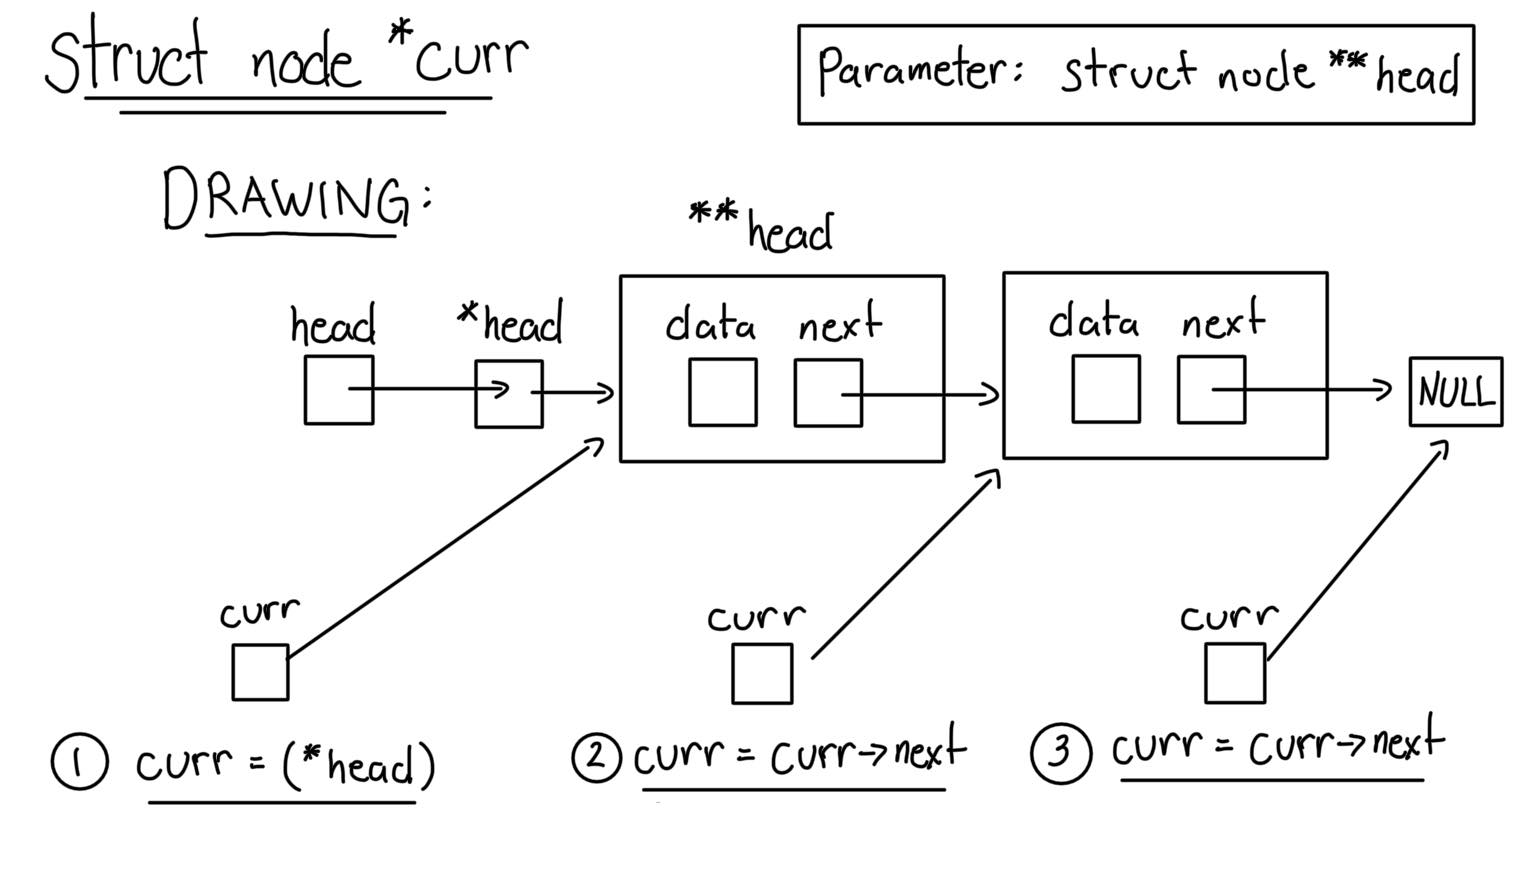 Struct node *curr
Parameter: struct node **head
DRAWING:
**head
head
*head
data next
data next
NULL
curr
curr
curr
① curr = (*head)
② curr = curr→next
③ curr = curr→next